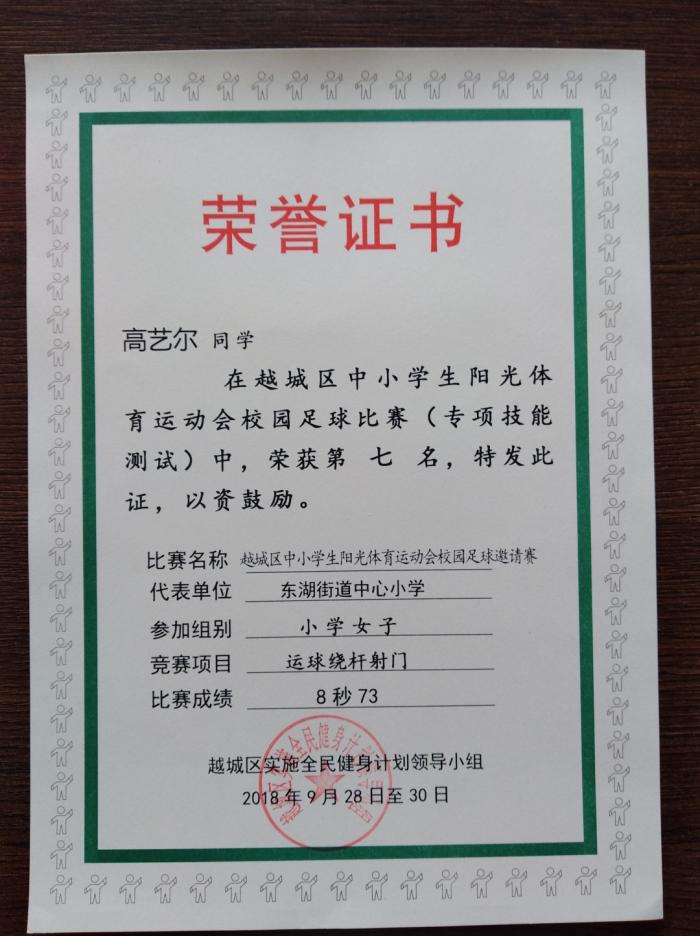 荣誉证书
高艺尔 同学
在越城区中小学生阳光体
育运动会校园足球比赛（专项技能
测试）中，荣获第 七 名，特发此
证，以资鼓励。
比赛名称 越城区中小学生阳光体育运动会校园足球邀请赛
代表单位 东湖街道中心小学
参加组别 小学女子
竞赛项目 运球绕杆射门
比赛成绩 8秒73
越城区实施全民健身计划领导小组
2018年9月28日至30日